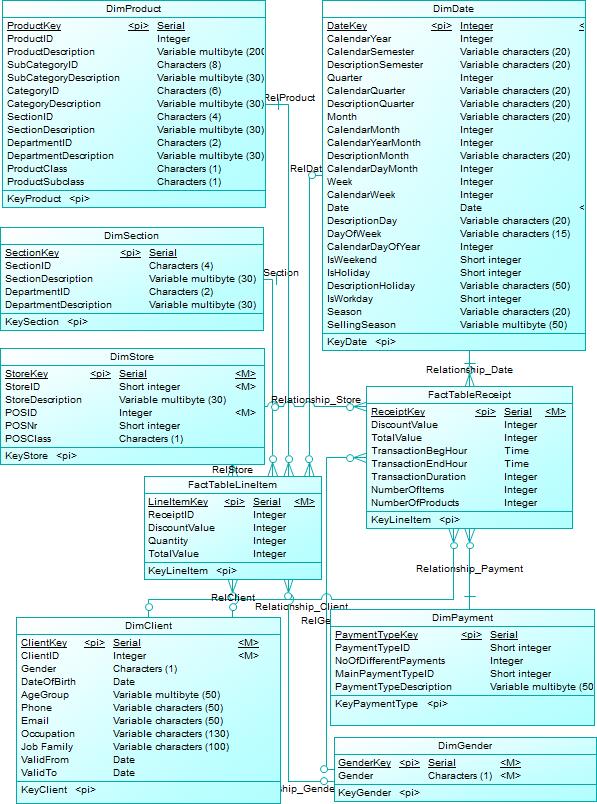 DimProduct
ProductKey <pi> Serial
ProductID Integer
ProductDescription Variable multibyte (200
SubCategoryID Characters (8)
SubCategoryDescription Variable multibyte (30)
CategoryID Characters (6)
CategoryDescription Variable multibyte (30)
SectionID Characters (4)
SectionDescription Variable multibyte (30)
DepartmentID Characters (2)
DepartmentDescription Variable multibyte (30)
ProductClass Characters (1)
ProductSubclass Characters (1)
KeyProduct <pi>
RelProduct
DimDate
DateKey <pi> Integer <
CalendarYear Integer
CalendarSemester Variable characters (20)
DescriptionSemester Variable characters (20)
Quarter Integer
CalendarQuarter Variable characters (20)
DescriptionQuarter Variable characters (20)
Month Variable characters (20)
CalendarMonth Integer
CalendarYearMonth Integer
DescriptionMonth Variable characters (20)
CalendarDayMonth Integer
Week Integer
CalendarWeek Integer
Date Date <
DescriptionDay Variable characters (20)
DayOfWeek Variable characters (15)
CalendarDayOfYear Integer
IsWeekend Short integer
IsHoliday Short integer
DescriptionHoliday Variable characters (50)
IsWorkday Short integer
Season Variable characters (20)
SellingSeason Variable multibyte (50)
KeyDate <pi>
RelDat
DimSection
SectionKey <pi> Serial
SectionID Characters (4)
SectionDescription Variable multibyte (30)
DepartmentID Characters (2)
DepartmentDescription Variable multibyte (30)
KeySection <pi>
Section
DimStore
StoreKey <pi> Serial <M>
StoreID Short integer <M>
StoreDescription Variable multibyte (30)
POSID Integer <M>
POSNr Short integer
POSClass Characters (1)
KeyStore <pi>
Relationship_Date
Relationship_Store
RelStore
FactTableReceipt
ReceiptKey <pi> Serial <M>
DiscountValue Integer
TotalValue Integer
TransactionBegHour Time
TransactionEndHour Time
TransactionDuration Integer
NumberOfItems Integer
NumberOfProducts Integer
KeyLineItem <pi>
FactTableLineItem
LineItemKey <pi> Serial <M>
ReceiptID Integer
DiscountValue Integer
Quantity Integer
TotalValue Integer
KeyLineItem <pi>
Relationship_Payment
RelClient
Relationship_Client
RelGe
DimClient
ClientKey <pi> Serial <M>
ClientID Integer <M>
Gender Characters (1)
DateOfBirth Date
AgeGroup Variable multibyte (50)
Phone Variable characters (50)
Email Variable characters (50)
Occupation Variable characters (130)
Job Family Variable characters (100)
ValidFrom Date
ValidTo Date
KeyClient <pi>
DimPayment
PaymentTypeKey <pi> Serial
PaymentTypeID Short integer
NoOfDifferentPayments Integer
MainPaymentTypeID Short integer
PaymentTypeDescription Variable multibyte (50
KeyPaymentType <pi>
DimGender
GenderKey <pi> Serial <M>
Gender Characters (1) <M>
KeyGender <pi>
ship_Gende